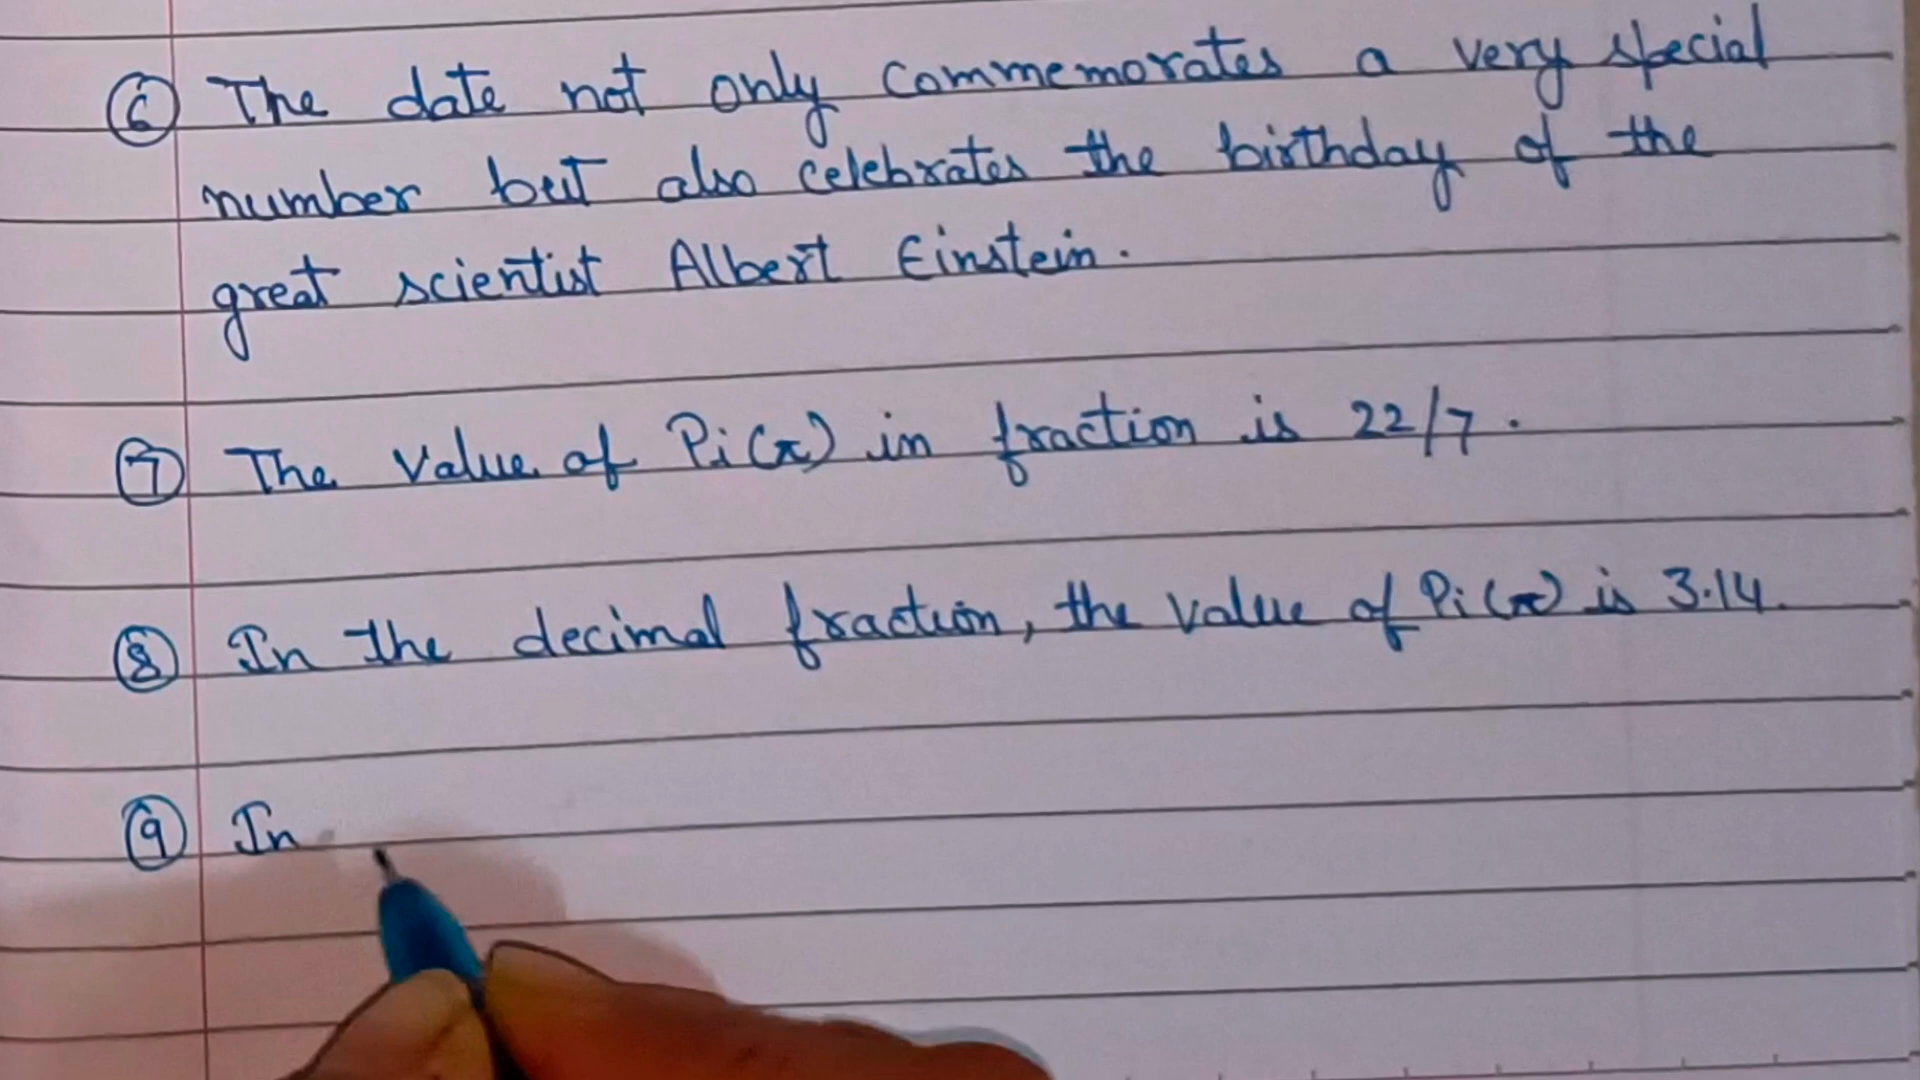 6 The date not only commemorates a very special
number but also celebrates the birthday of the
great scientist Albert Einstein.
7 The value of Pi (π) in fraction is 22/7.
8 In the decimal fraction, the value of Pi (π) is 3.14.
9 In